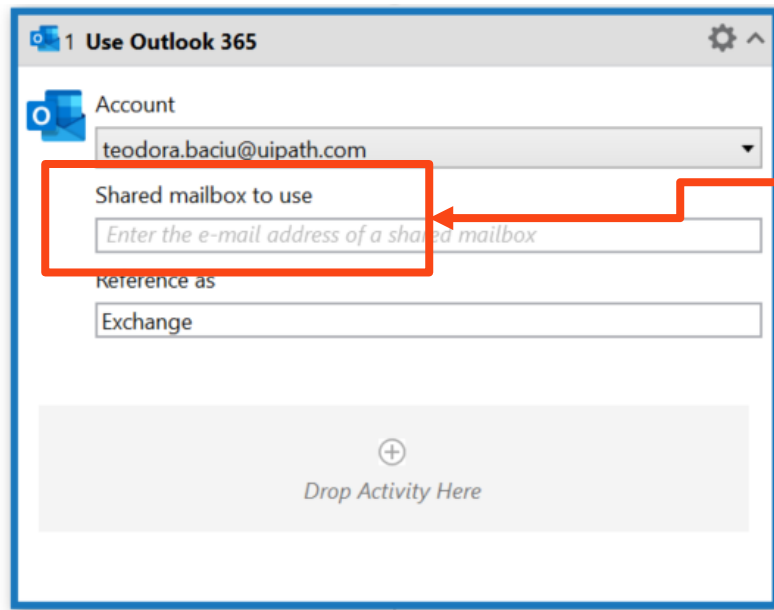 1 Use Outlook 365
Account
teodora.baciu@uipath.com
Shared mailbox to use
Enter the e-mail address of a shared mailbox
Reference as
Exchange
Drop Activity Here